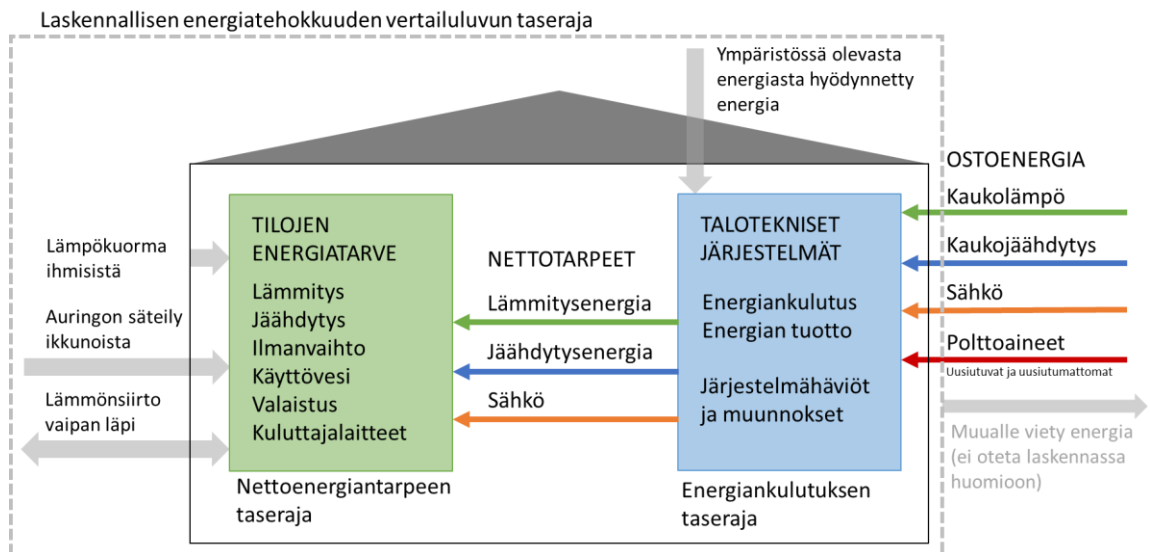 Laskennallisen energiatehokkuuden vertailuluvun taseraja
Ympäristössä olevasta
energiasta hyödynnetty
energia
Lämpökuorma
ihmisistä
Auringon säteily
ikkunoista
Lämmönsiirto
vaipan läpi
TILOJEN
ENERGIATARVE
Lämmitys
Jäähdytys
Ilmanvaihto
Käyttövesi
Valaistus
Kuluttajalaitteet
Nettoenergiantarpeen
taseraja
NETTOTARPEET
Lämmitysenergia
Jäähdytysenergia
Sähkö
TALOTEKNISET
JÄRJESTELMÄT
Energiankulutus
Energian tuotto
Järjestelmähäviöt
ja muunnokset
Energiankulutuksen
taseraja
OSTOENERGIA
Kaukolämpö
Kaukojäähdytys
Sähkö
Polttoaineet
Uusiutuvat ja uusiutumattomat
Muualle viety energia
(ei oteta laskennassa
huomioon)